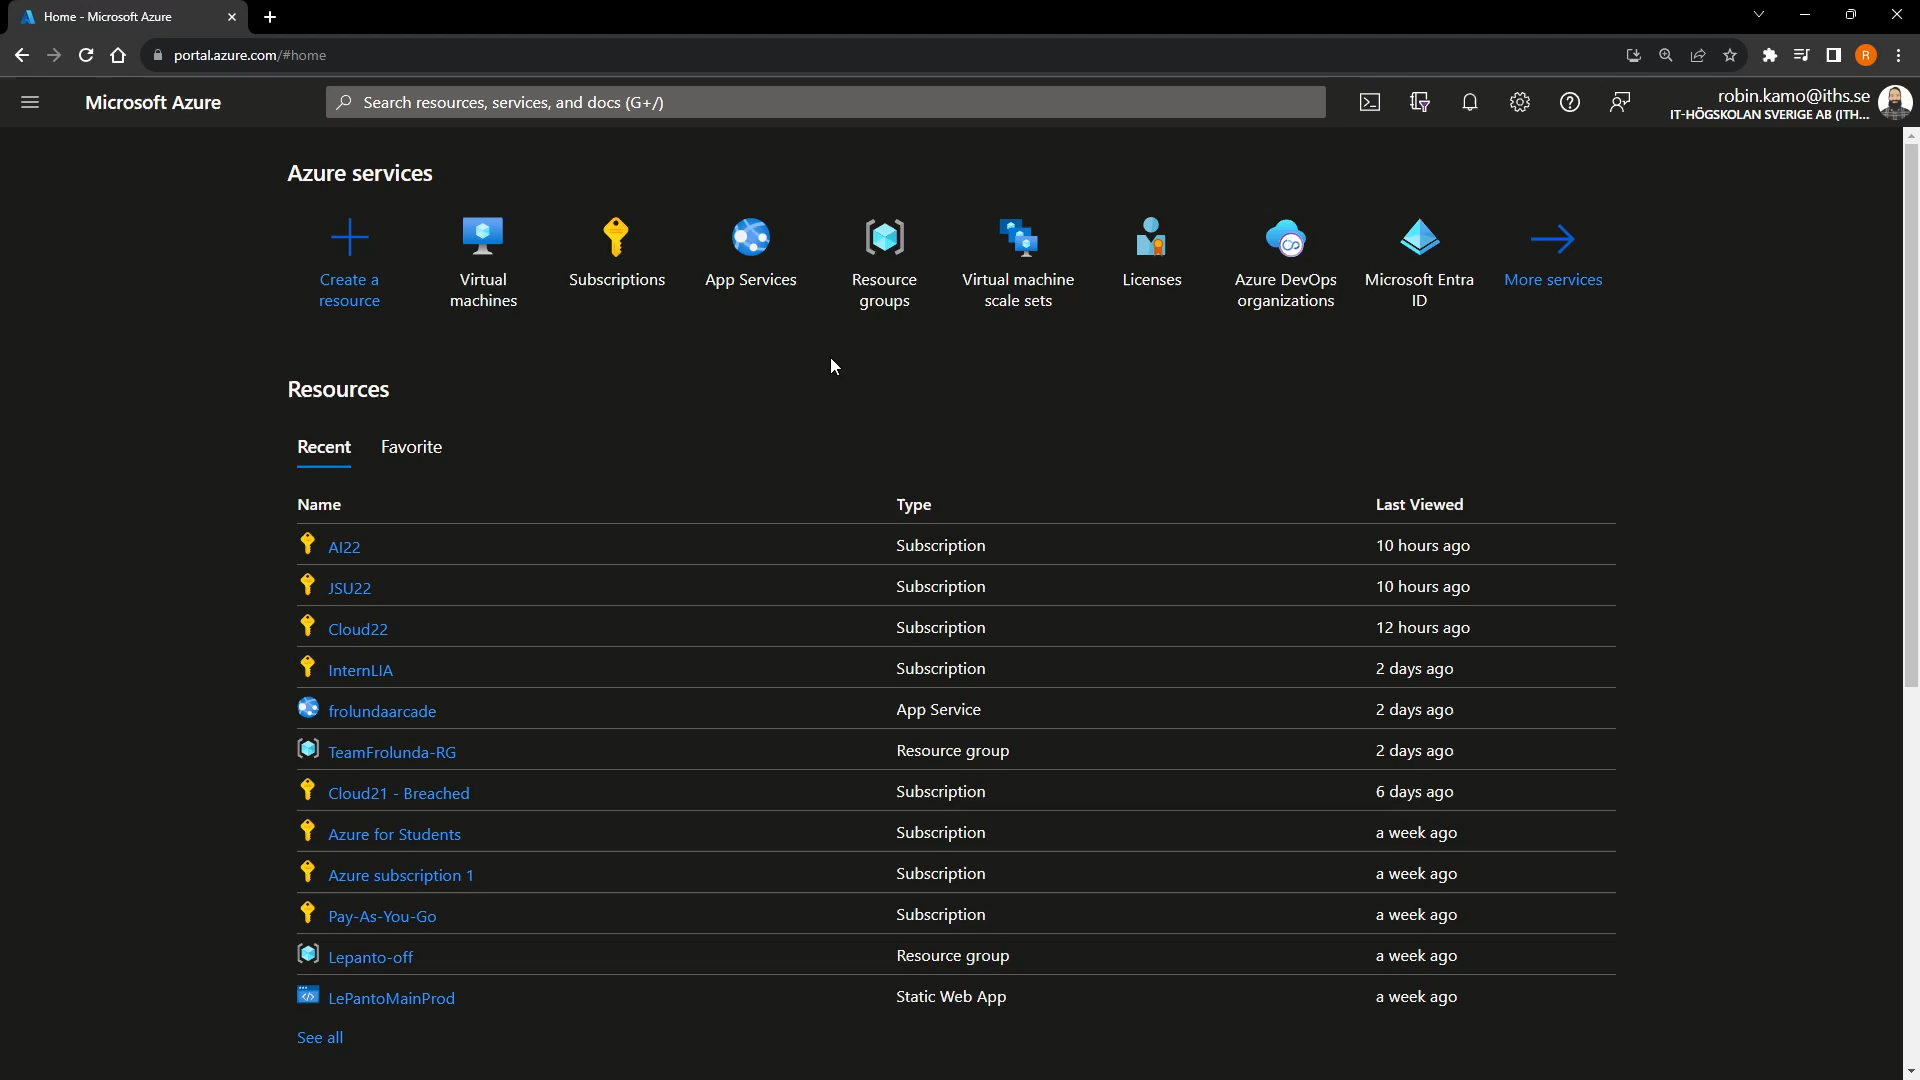 Home - Microsoft Azure
portal.azure.com/#home
R
Microsoft Azure
Search resources, services, and docs (G+/)
robin.kamo@iths.se
IT-HÖGSKOLAN SVERIGE AB (ITH...
Azure services
Create a resource
Virtual machines
Subscriptions
App Services
Resource groups
Virtual machine scale sets
Licenses
Azure DevOps organizations
Microsoft Entra ID
More services
Resources
Recent Favorite
Name Type Last Viewed
AI22 Subscription 10 hours ago
JSU22 Subscription 10 hours ago
Cloud22 Subscription 12 hours ago
InternLIA Subscription 2 days ago
frolundaarcade App Service 2 days ago
TeamFrolunda-RG Resource group 2 days ago
Cloud21 - Breached Subscription 6 days ago
Azure for Students Subscription a week ago
Azure subscription 1 Subscription a week ago
Pay-As-You-Go Subscription a week ago
Lepanto-off Resource group a week ago
LePantoMainProd Static Web App a week ago
See all